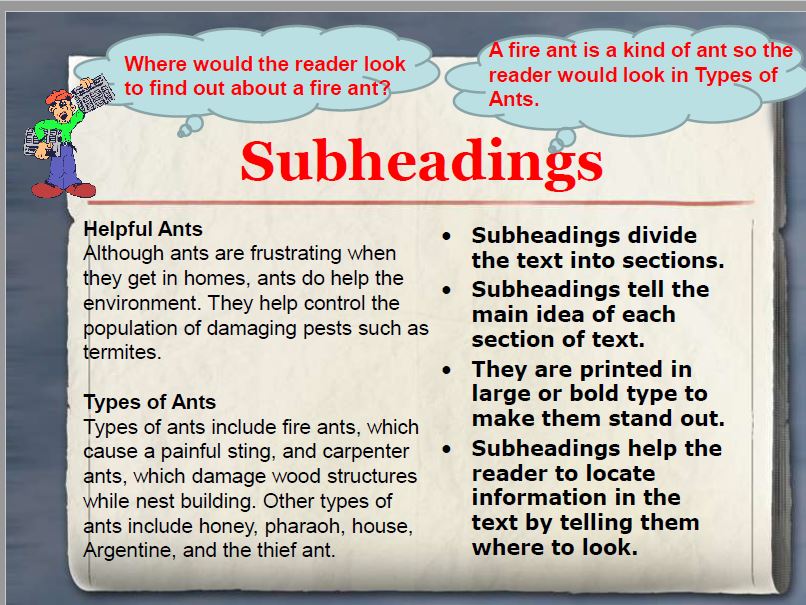 Where would the reader look
to find out about a fire ant?
A fire ant is a kind of ant so the
reader would look in Types of
Ants.
Subheadings
Helpful Ants
Although ants are frustrating when
they get in homes, ants do help the
environment. They help control the
population of damaging pests such as
termites.
Types of Ants
Types of ants include fire ants, which
cause a painful sting, and carpenter
ants, which damage wood structures
while nest building. Other types of
ants include honey, pharaoh, house,
Argentine, and the thief ant.
• Subheadings divide
the text into sections.
• Subheadings tell the
main idea of each
section of text.
• They are printed in
large or bold type to
make them stand out.
• Subheadings help the
reader to locate
information in the
text by telling them
where to look.